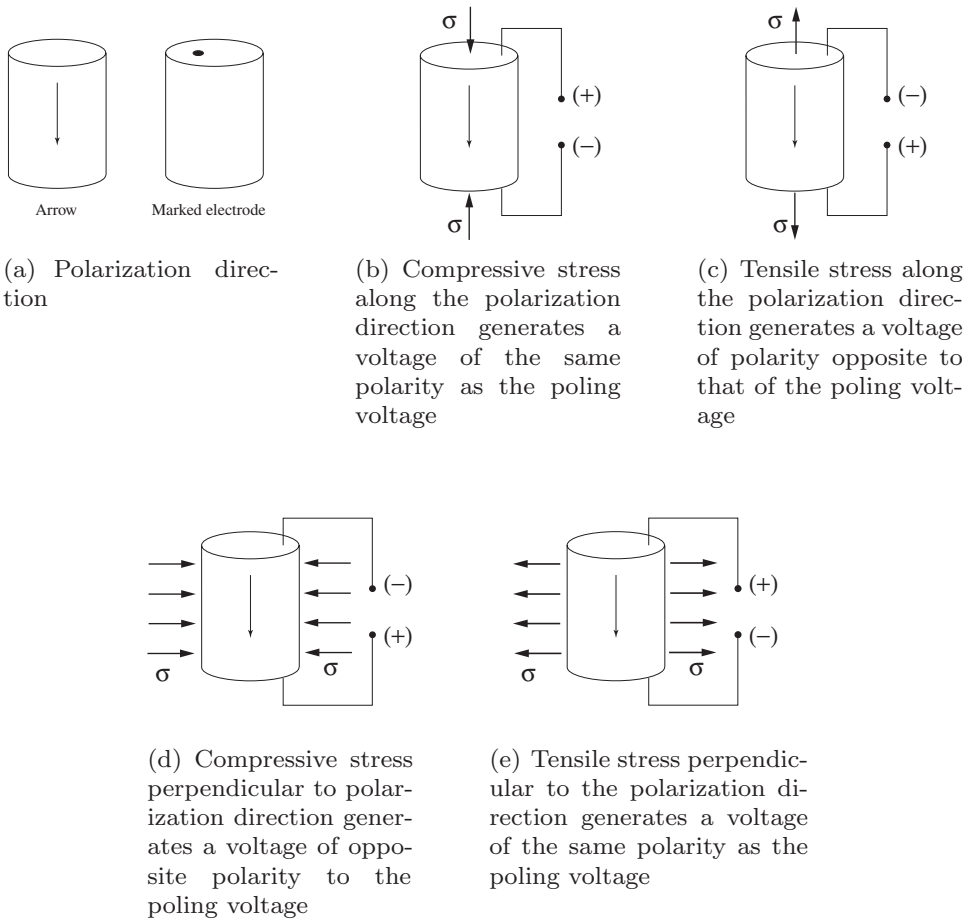 Arrow
Marked electrode
(a) Polarization direc-
tion
σ
(+)
(−)
σ
(b) Compressive stress
along the polarization
direction generates a
voltage of the same
polarity as the poling
voltage
σ
(−)
(+)
σ
(c) Tensile stress along
the polarization direc-
tion generates a voltage
of polarity opposite to
that of the poling volt-
age
(−)
(+)
σ σ
(d) Compressive stress
perpendicular to polar-
ization direction gener-
ates a voltage of oppo-
site polarity to the
poling voltage
(+)
(−)
σ σ
(e) Tensile stress perpendic-
ular to the polarization di-
rection generates a voltage
of the same polarity as the
poling voltage